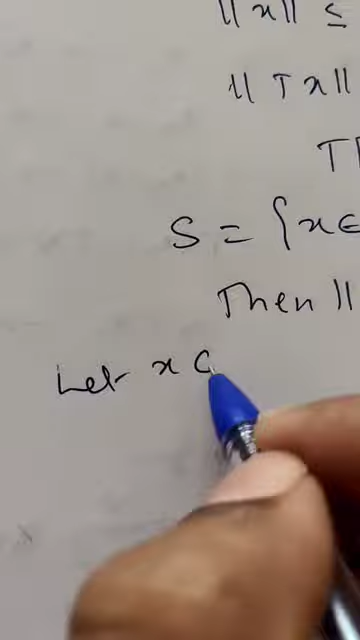 ||x|| ≤
||Tx||
S = {x ∈
Then ||
Let x